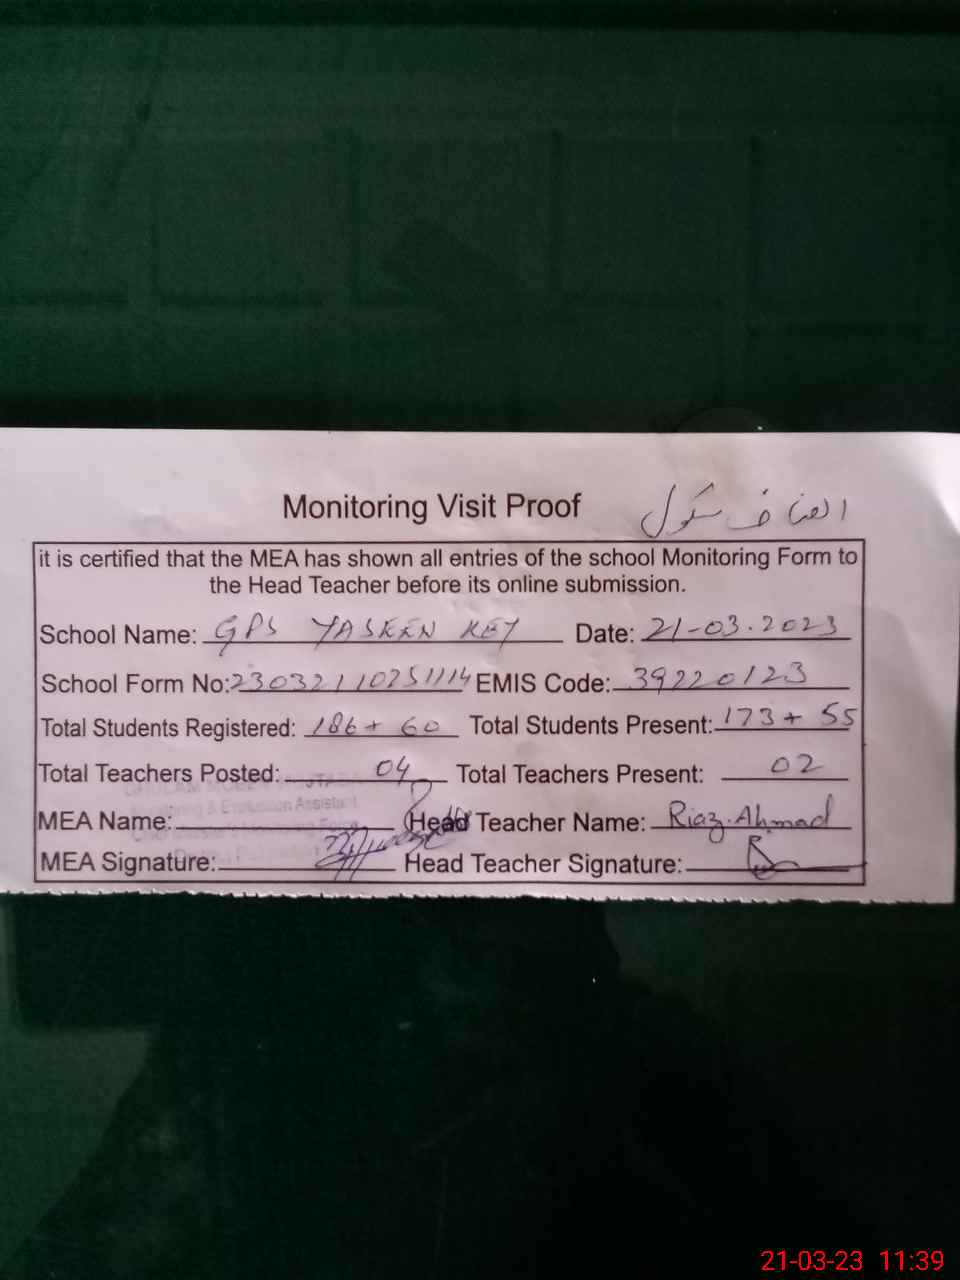 Monitoring Visit Proof انصاف سکول
it is certified that the MEA has shown all entries of the school Monitoring Form to
the Head Teacher before its online submission.
School Name: GPS YASEEN KEY Date: 21-03-2023
School Form No: EMIS Code: 39220123
Total Students Registered: 186 + 60 Total Students Present: 173 + 55
Total Teachers Posted: 04 Total Teachers Present: 02
Monitoring & Evaluation Assistant
MEA Name: Head Teacher Name: Riaz Ahmad
MEA Signature: Head Teacher Signature:
21-03-23 11:39